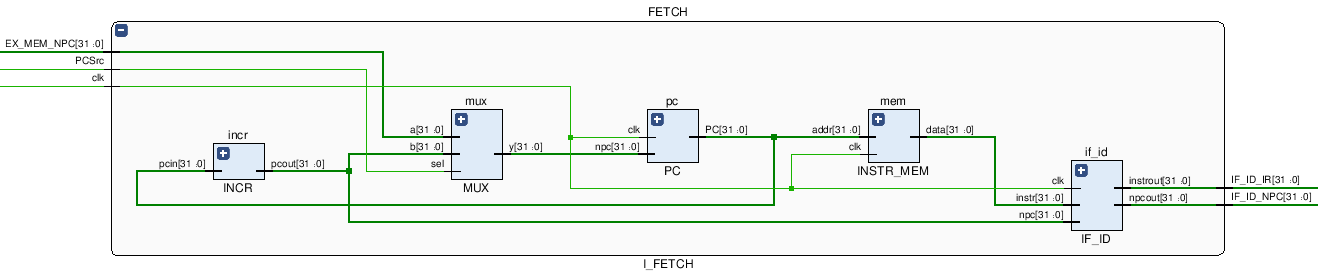 FETCH
EX_MEM_NPC[31 :0]
PCSrc
clk
mux
pc
mem
a[31 :0]
clk
PC[31 :0]
addr[31 :0]
data[31 :0]
incr
b[31 :0]
y[31 :0]
npc[31 :0]
clk
if_id
pcin[31 :0]
pcout[31 :0]
sel
PC
INSTR_MEM
INCR
MUX
clk
instrout[31 :0]
IF_ID_IR[31 :0]
instr[31 :0]
npcout[31 :0]
IF_ID_NPC[31 :0]
npc[31 :0]
IF_ID
I_FETCH